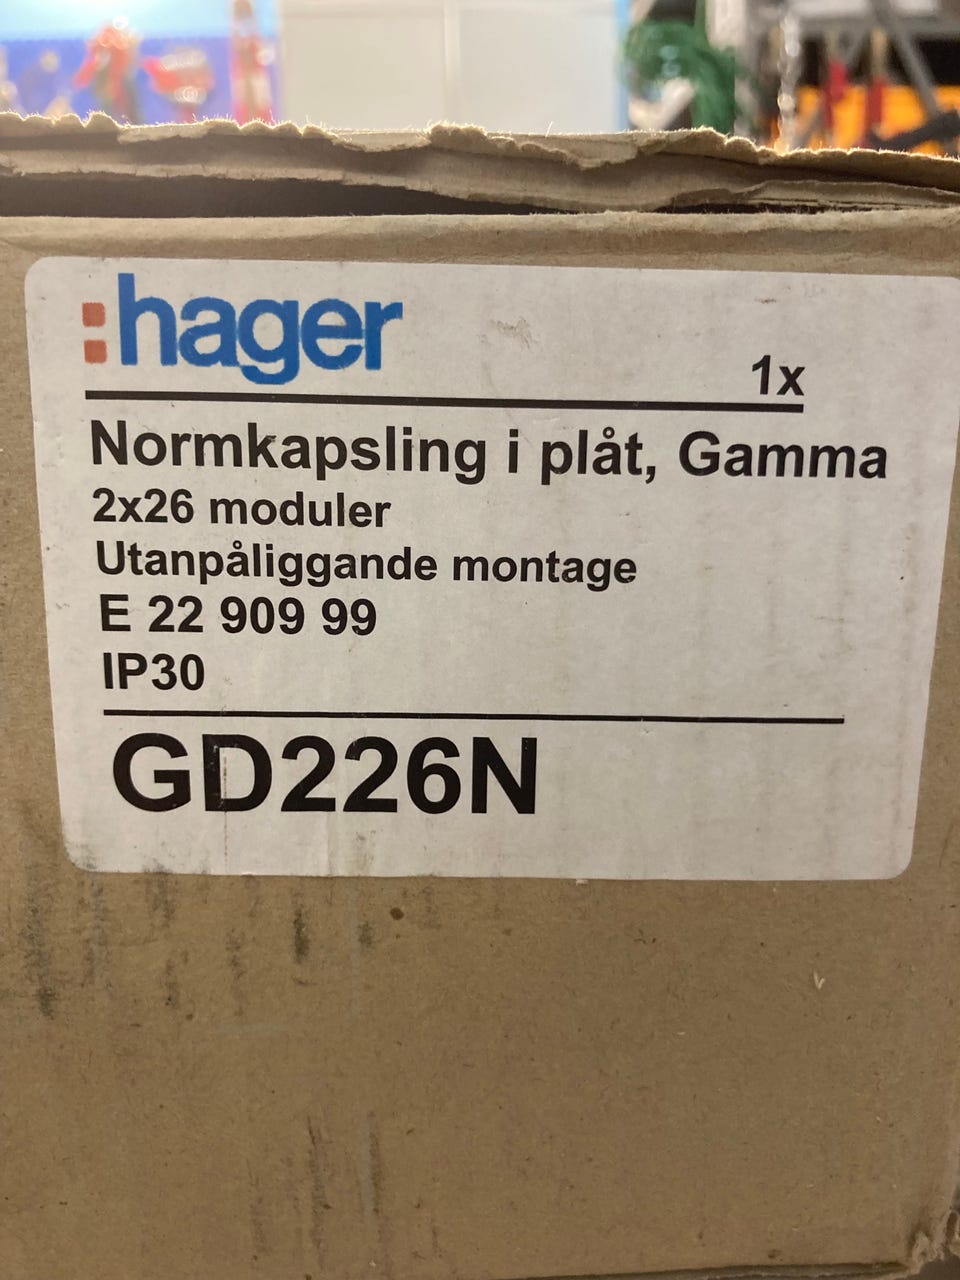 :hager
1x
Normkapsling i plåt, Gamma
2x26 moduler
Utanpåliggande montage
E 22 909 99
IP30
GD226N